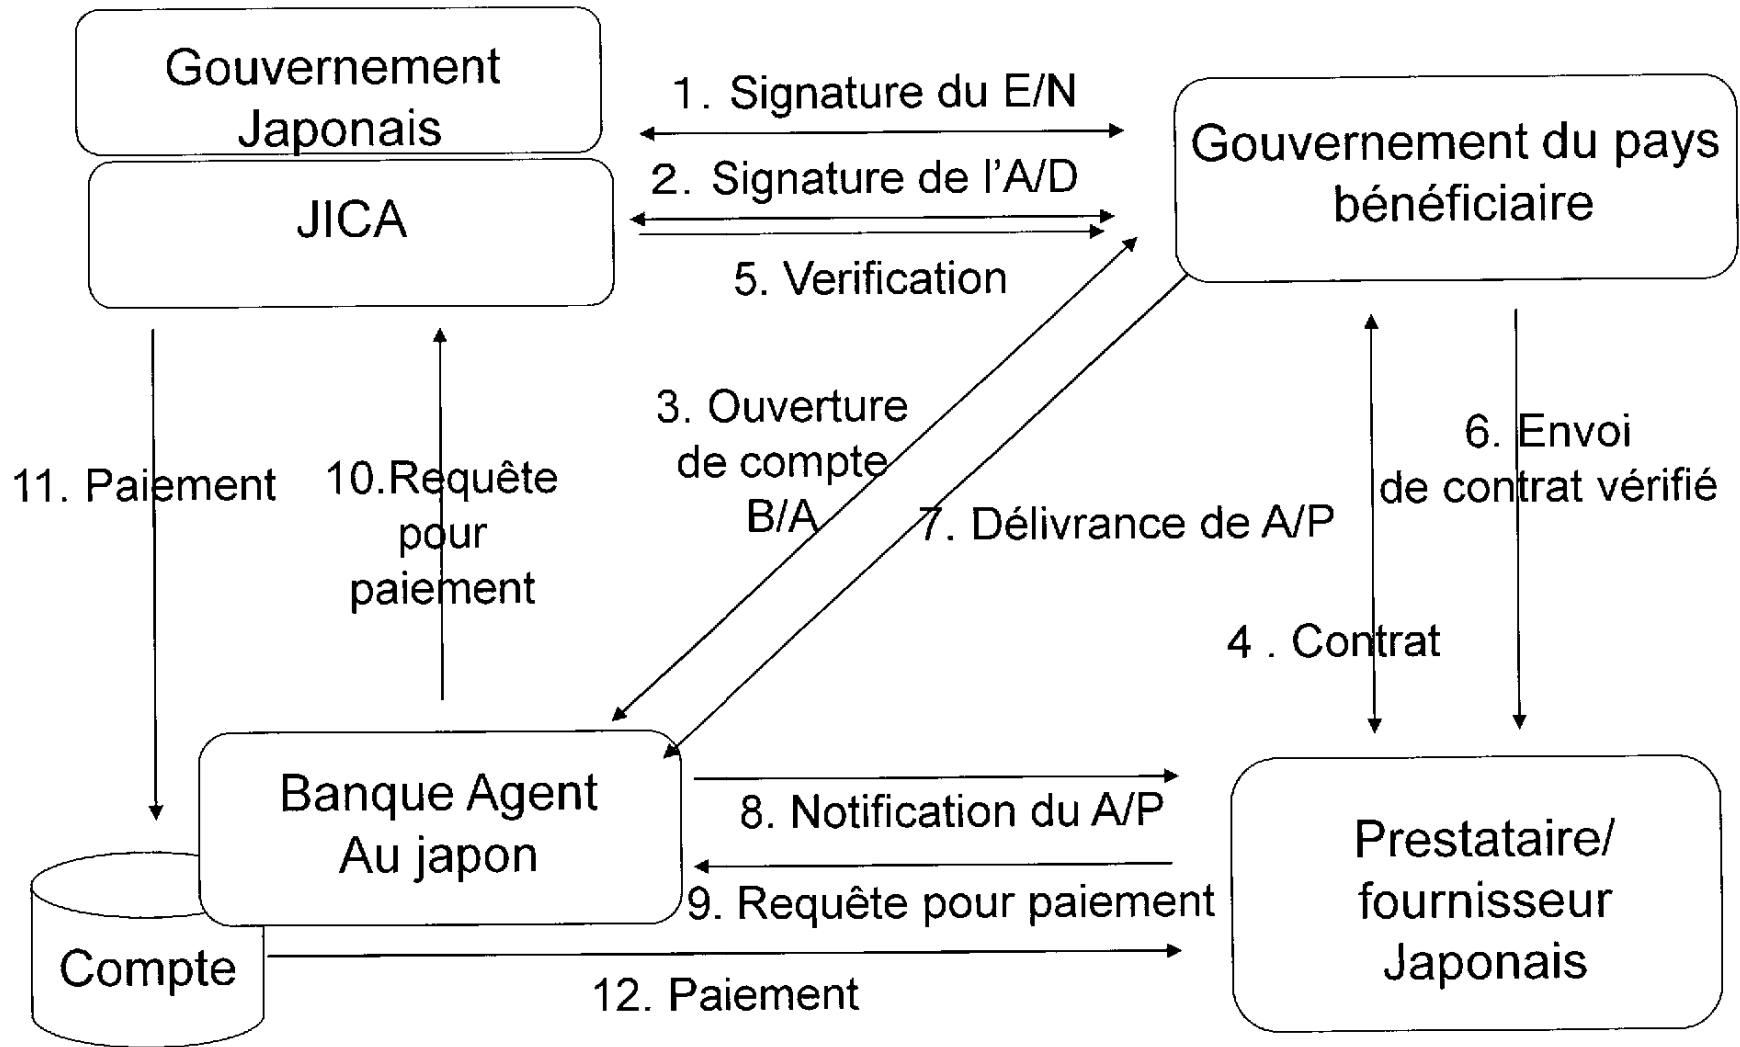 Gouvernement
Japonais
JICA
1. Signature du E/N
2. Signature de l'A/D
5. Verification
Gouvernement du pays
bénéficiaire
3. Ouverture
de compte
B/A
7. Délivrance de A/P
6. Envoi
de contrat vérifié
4 . Contrat
11. Paiement
10.Requête
pour
paiement
Banque Agent
Au japon
Compte
8. Notification du A/P
9. Requête pour paiement
12. Paiement
Prestataire/
fournisseur
Japonais